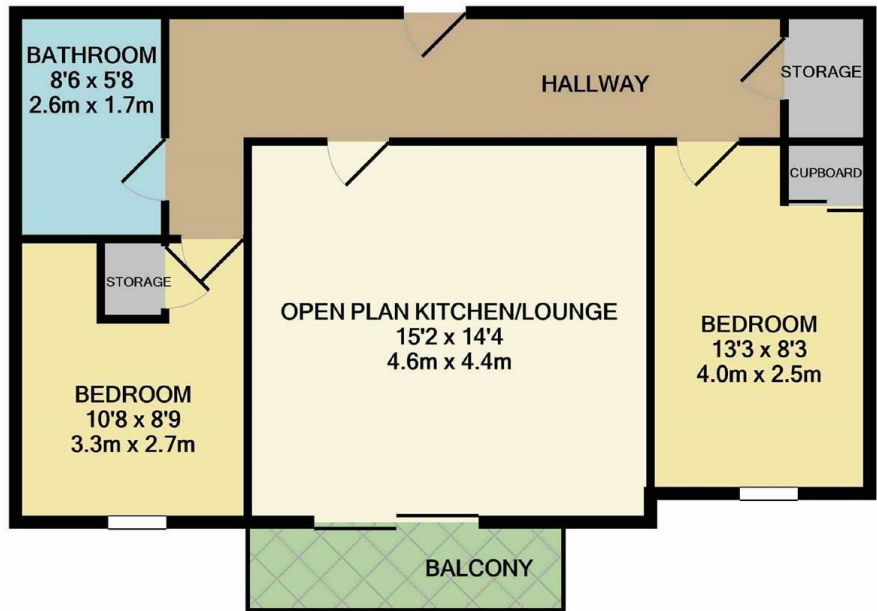 BATHROOM
8'6 x 5'8
2.6m x 1.7m
HALLWAY
STORAGE
CUPBOARD
STORAGE
OPEN PLAN KITCHEN/LOUNGE
15'2 x 14'4
4.6m x 4.4m
BEDROOM
13'3 x 8'3
4.0m x 2.5m
BEDROOM
10'8 x 8'9
3.3m x 2.7m
BALCONY